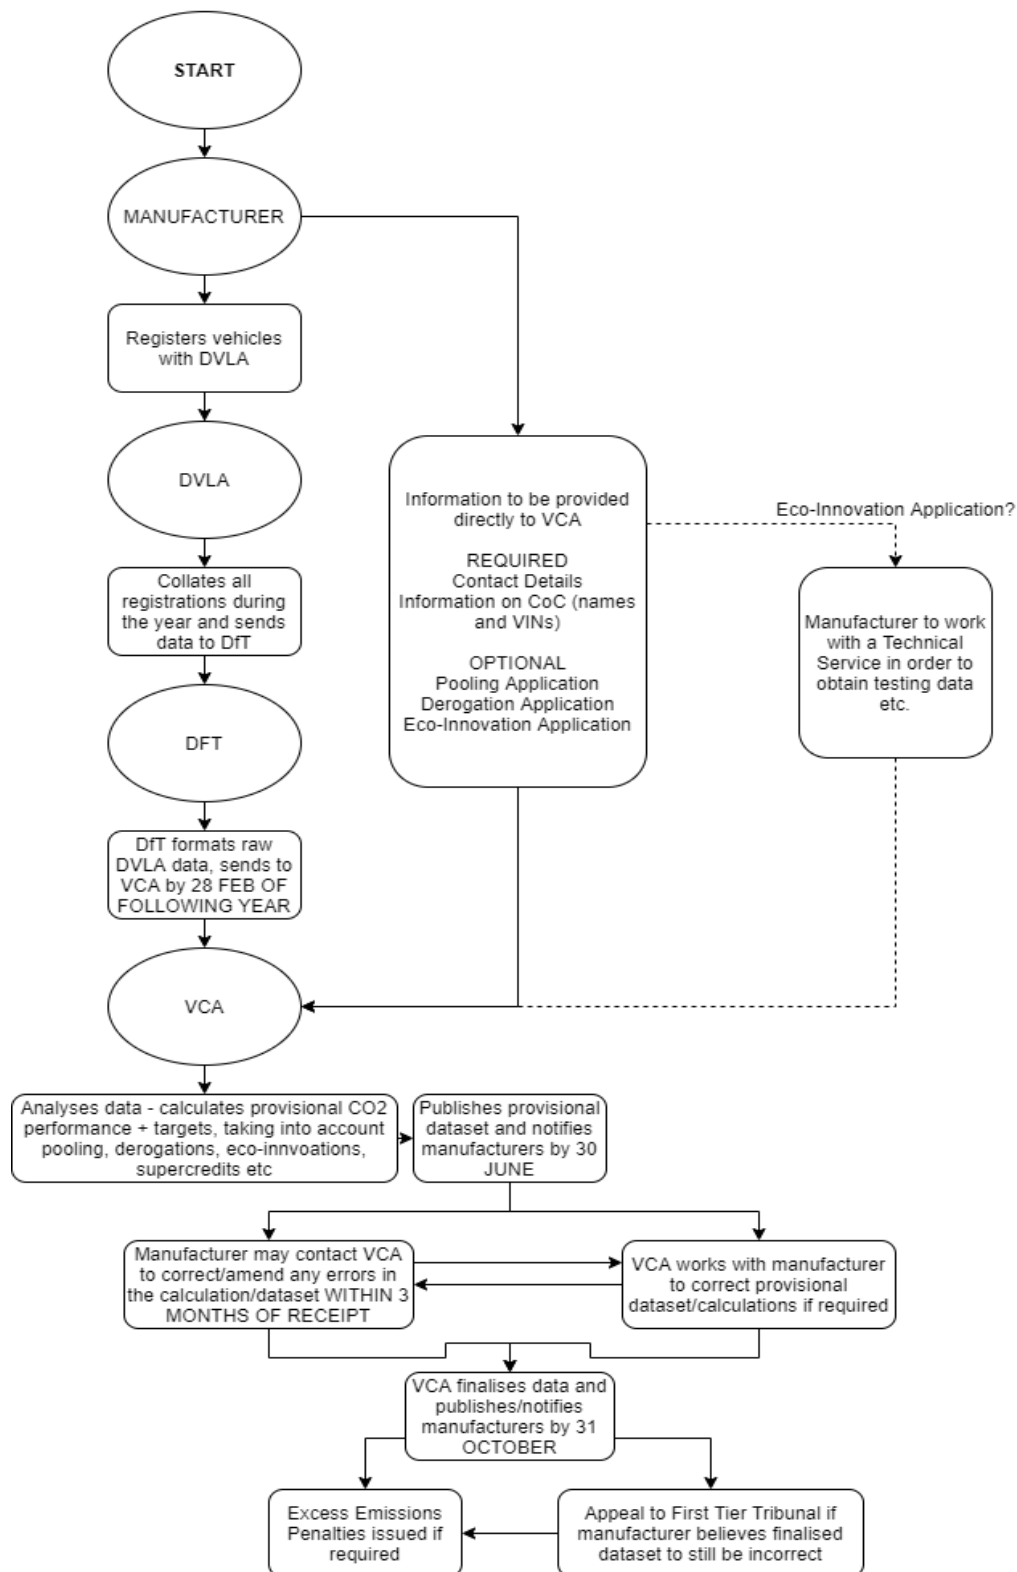 START
MANUFACTURER
Registers vehicles
with DVLA
DVLA
Collates all
registrations during
the year and sends
data to DfT
DFT
DfT formats raw
DVLA data, sends to
VCA by 28 FEB OF
FOLLOWING YEAR
Information to be provided
directly to VCA
REQUIRED
Contact Details
Information on CoC (names
and VINs)
OPTIONAL
Pooling Application
Derogation Application
Eco-Innovation Application
Eco-Innovation Application?
Manufacturer to work
with a Technical
Service in order to
obtain testing data
etc.
VCA
Analyses data - calculates provisional CO2
performance + targets, taking into account
pooling, derogations, eco-innvoations,
supercredits etc
Publishes provisional
dataset and notifies
manufacturers by 30
JUNE
Manufacturer may contact VCA
to correct/amend any errors in
the calculation/dataset WITHIN 3
MONTHS OF RECEIPT
VCA works with manufacturer
to correct provisional
dataset/calculations if required
VCA finalises data and
publishes/notifies
manufacturers by 31
OCTOBER
Excess Emissions
Penalties issued if
required
Appeal to First Tier Tribunal if
manufacturer believes finalised
dataset to still be incorrect